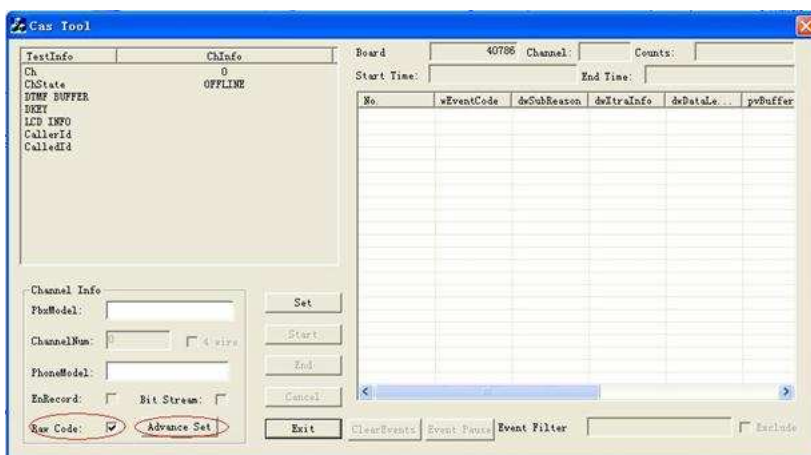 Cas Tool
TestInfo ChInfo
Ch 0
ChState OFFLINE
DTMF BUFFER
DKEY
LCD INFO
CallerId
CalledId
Board 40786 Channel: Counts:
Start Time: End Time:
No. wEventCode dwSubReason dwXtraInfo dwDataLe... pvBuffer
Channel Info
PbxModel:
ChannelNum: 0 4 wire
PhoneModel:
EnRecord: Bit Stream:
Raw Code: Advance Set
Set
Start
End
Cancel
Exit
ClearEvents Event Pause Event Filter Exclude